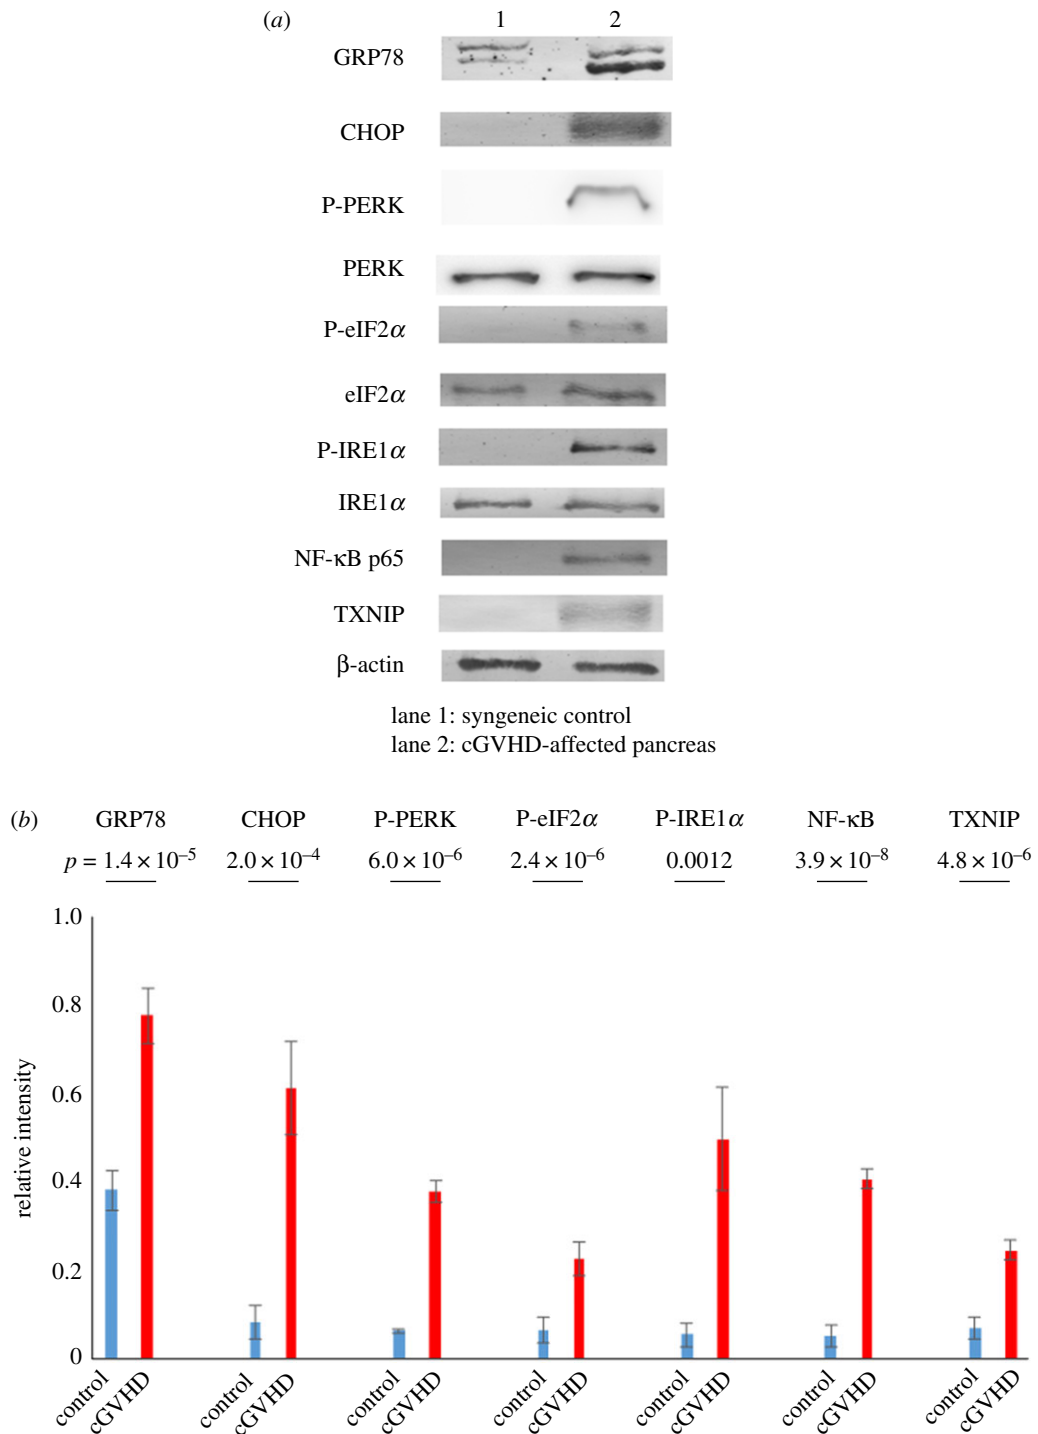 (a) 1 2
GRP78
CHOP
P-PERK
PERK
P-eIF2α
eIF2α
P-IRE1α
IRE1α
NF-κB p65
TXNIP
β-actin
lane 1: syngeneic control
lane 2: cGVHD-affected pancreas
(b) GRP78 CHOP P-PERK P-eIF2α P-IRE1α NF-κB TXNIP
p = 1.4 × 10⁻⁵ 2.0 × 10⁻⁴ 6.0 × 10⁻⁶ 2.4 × 10⁻⁶ 0.0012 3.9 × 10⁻⁸ 4.8 × 10⁻⁶
1.0
0.8
0.6
0.4
0.2
0
relative intensity
control cGVHD control cGVHD control cGVHD control cGVHD control cGVHD control cGVHD control cGVHD